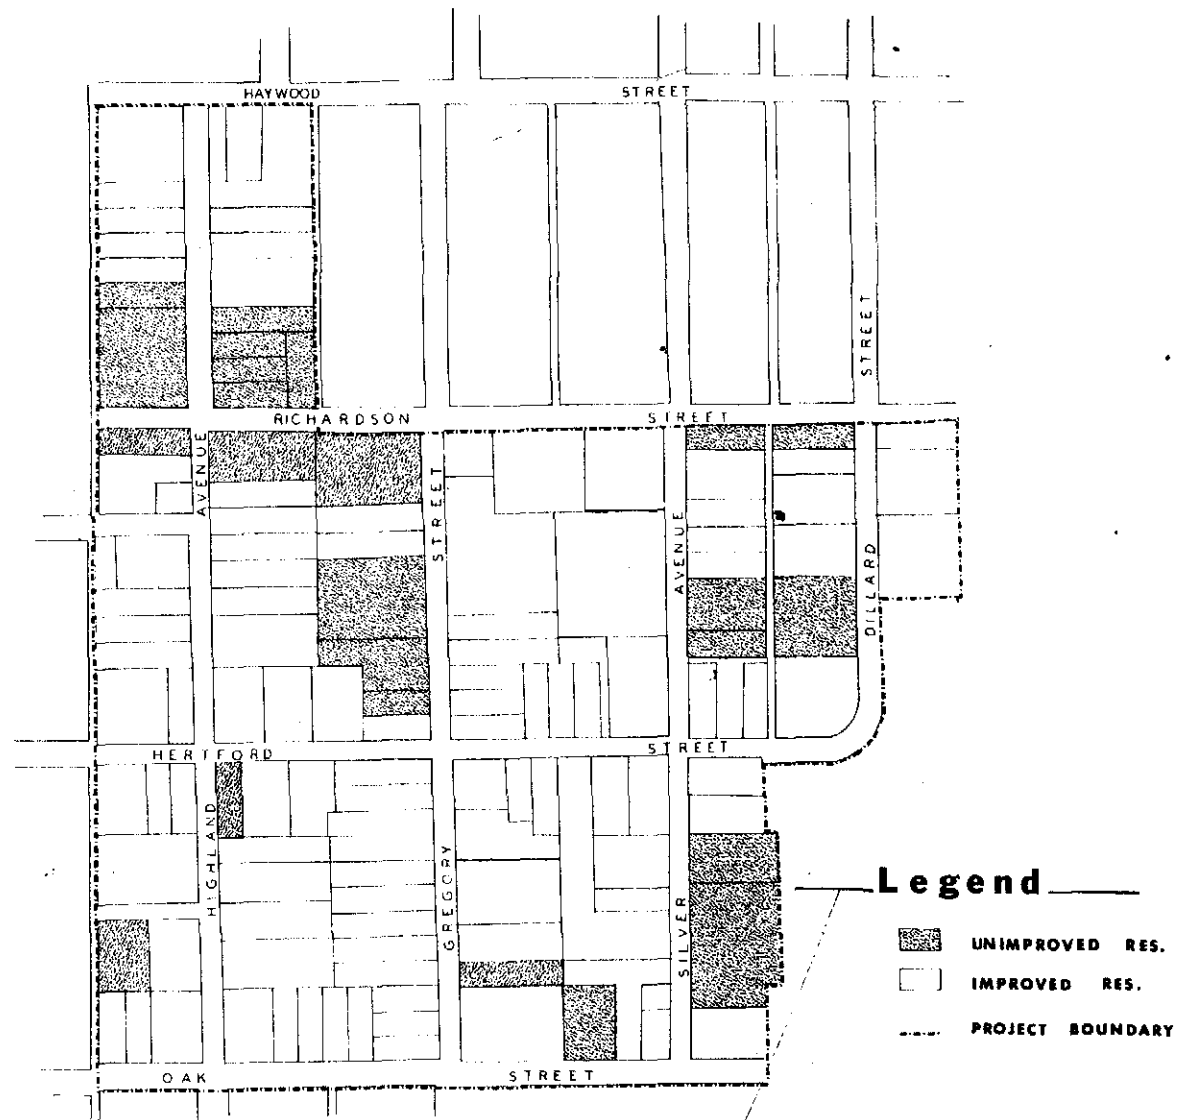 HAYWOOD STREET
STREET
RICHARDSON STREET
AVENUE
STREET
AVENUE
DILLARD
HERTFORD STREET
HIGHLAND
GREGORY
SILVER
Legend
UNIMPROVED RES.
IMPROVED RES.
PROJECT BOUNDARY
OAK STREET